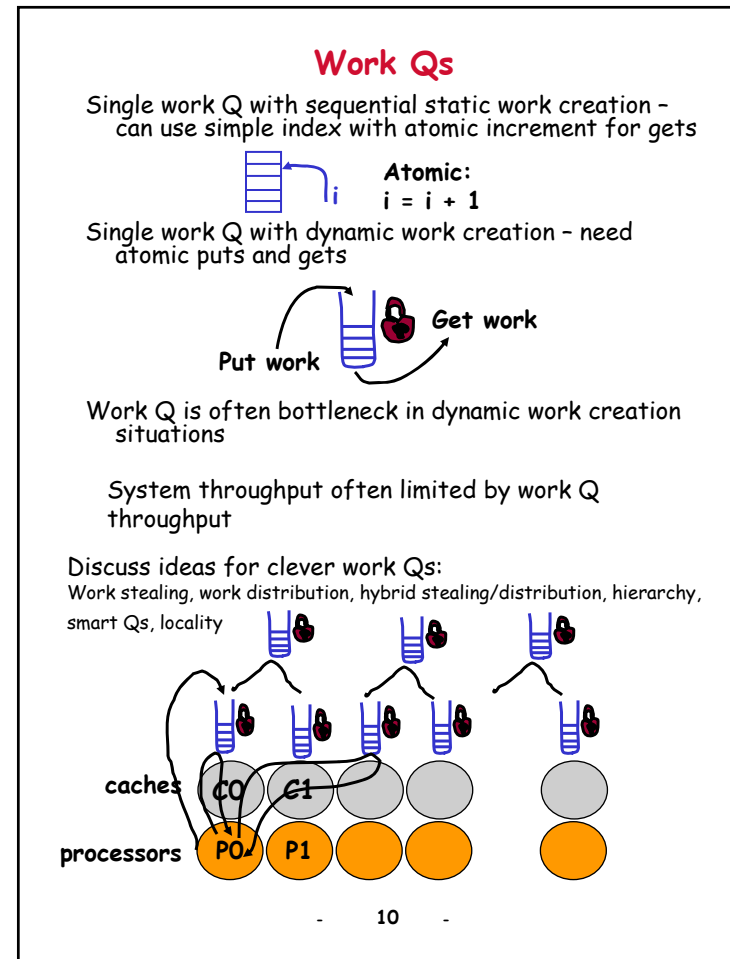 Work Qs
Single work Q with sequential static work creation –
can use simple index with atomic increment for gets
Atomic:
i
i = i + 1
Single work Q with dynamic work creation – need
atomic puts and gets
Get work
Put work
Work Q is often bottleneck in dynamic work creation
situations
System throughput often limited by work Q
throughput
Discuss ideas for clever work Qs:
Work stealing, work distribution, hybrid stealing/distribution, hierarchy,
smart Qs, locality
caches C0 C1
processors P0 P1
- 10 -